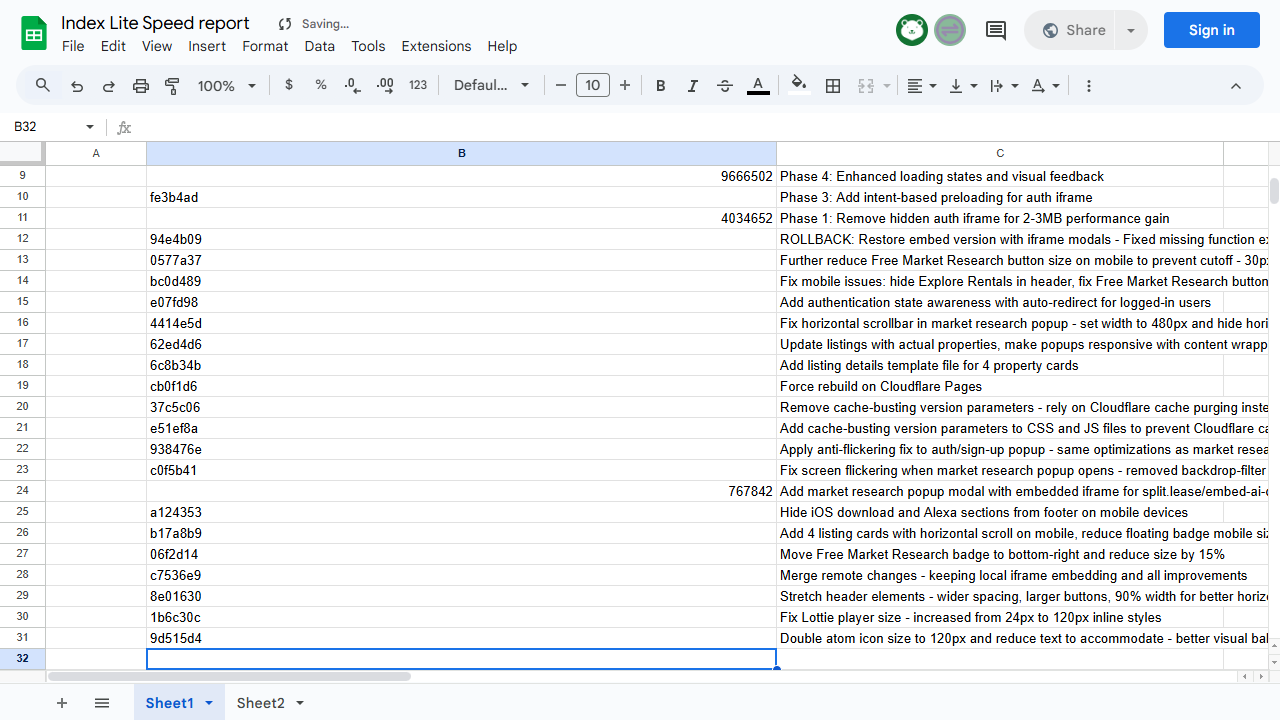 Index Lite Speed report Saving...
File Edit View Insert Format Data Tools Extensions Help
Share
Sign in
100% $ % .0 .00 123 Defaul... 10 B I A
B32 fx
A B C
9 9666502 Phase 4: Enhanced loading states and visual feedback
10 fe3b4ad Phase 3: Add intent-based preloading for auth iframe
11 4034652 Phase 1: Remove hidden auth iframe for 2-3MB performance gain
12 94e4b09 ROLLBACK: Restore embed version with iframe modals - Fixed missing function e
13 0577a37 Further reduce Free Market Research button size on mobile to prevent cutoff - 30p
14 bc0d489 Fix mobile issues: hide Explore Rentals in header, fix Free Market Research button
15 e07fd98 Add authentication state awareness with auto-redirect for logged-in users
16 4414e5d Fix horizontal scrollbar in market research popup - set width to 480px and hide hori
17 62ed4d6 Update listings with actual properties, make popups responsive with content wrapp
18 6c8b34b Add listing details template file for 4 property cards
19 cb0f1d6 Force rebuild on Cloudflare Pages
20 37c5c06 Remove cache-busting version parameters - rely on Cloudflare cache purging inste
21 e51ef8a Add cache-busting version parameters to CSS and JS files to prevent Cloudflare ca
22 938476e Apply anti-flickering fix to auth/sign-up popup - same optimizations as market resea
23 c0f5b41 Fix screen flickering when market research popup opens - removed backdrop-filter
24 767842 Add market research popup modal with embedded iframe for split.lease/embed-ai-
25 a124353 Hide iOS download and Alexa sections from footer on mobile devices
26 b17a8b9 Add 4 listing cards with horizontal scroll on mobile, reduce floating badge mobile si
27 06f2d14 Move Free Market Research badge to bottom-right and reduce size by 15%
28 c7536e9 Merge remote changes - keeping local iframe embedding and all improvements
29 8e01630 Stretch header elements - wider spacing, larger buttons, 90% width for better horiz
30 1b6c30c Fix Lottie player size - increased from 24px to 120px inline styles
31 9d515d4 Double atom icon size to 120px and reduce text to accommodate - better visual bal
32
Sheet1 Sheet2